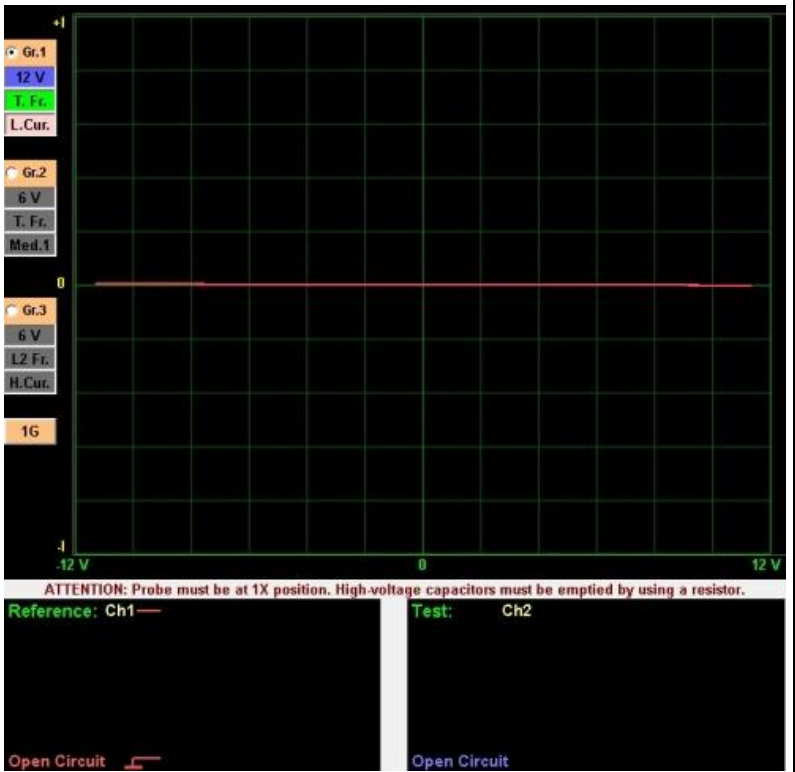 +I
Gr.1
12 V
T. Fr.
L.Cur.
Gr.2
6 V
T. Fr.
Med.1
0
Gr.3
6 V
L2 Fr.
H.Cur.
1G
-I
-12 V 0 12 V
ATTENTION: Probe must be at 1X position. High-voltage capacitors must be emptied by using a resistor.
Reference: Ch1
Test: Ch2
Open Circuit
Open Circuit